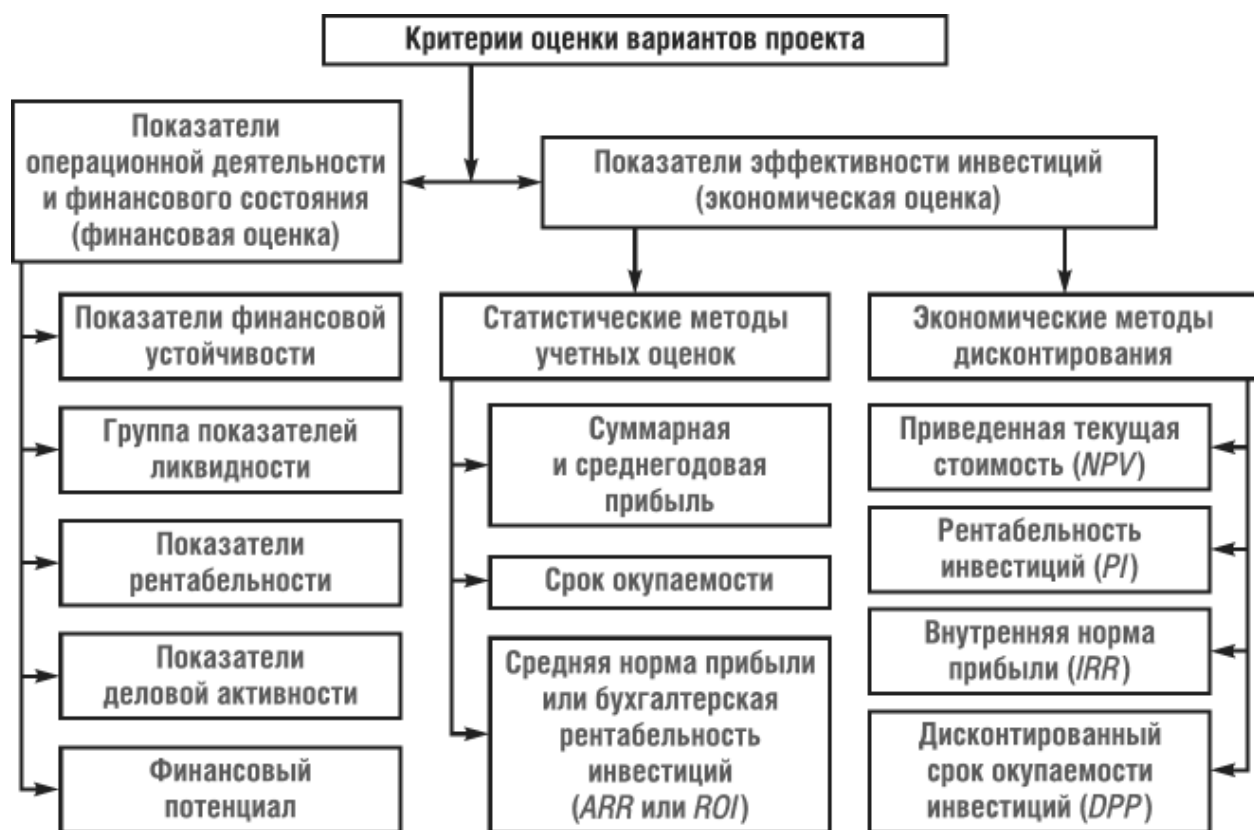 Критерии оценки вариантов проекта
Показатели
операционной деятельности
и финансового состояния
(финансовая оценка)
Показатели эффективности инвестиций
(экономическая оценка)
Показатели финансовой
устойчивости
Группа показателей
ликвидности
Показатели
рентабельности
Показатели
деловой активности
Финансовый
потенциал
Статистические методы
учетных оценок
Суммарная
и среднегодовая
прибыль
Срок окупаемости
Средняя норма прибыли
или бухгалтерская
рентабельность
инвестиций
(ARR или ROI)
Экономические методы
дисконтирования
Приведенная текущая
стоимость (NPV)
Рентабельность
инвестиций (PI)
Внутренняя норма
прибыли (IRR)
Дисконтированный
срок окупаемости
инвестиций (DPP)